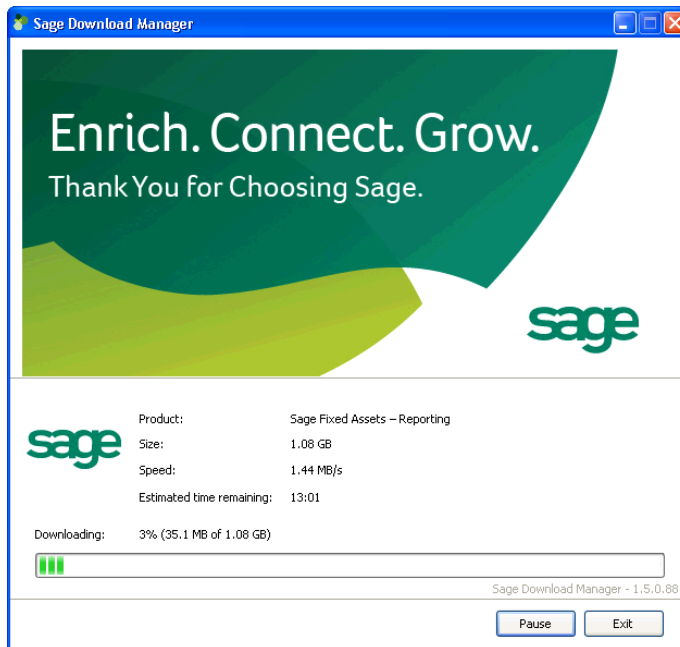 Sage Download Manager
Enrich. Connect. Grow.
Thank You for Choosing Sage.
sage
sage
Product: Sage Fixed Assets – Reporting
Size: 1.08 GB
Speed: 1.44 MB/s
Estimated time remaining: 13:01
Downloading: 3% (35.1 MB of 1.08 GB)
Sage Download Manager - 1.5.0.88
Pause Exit